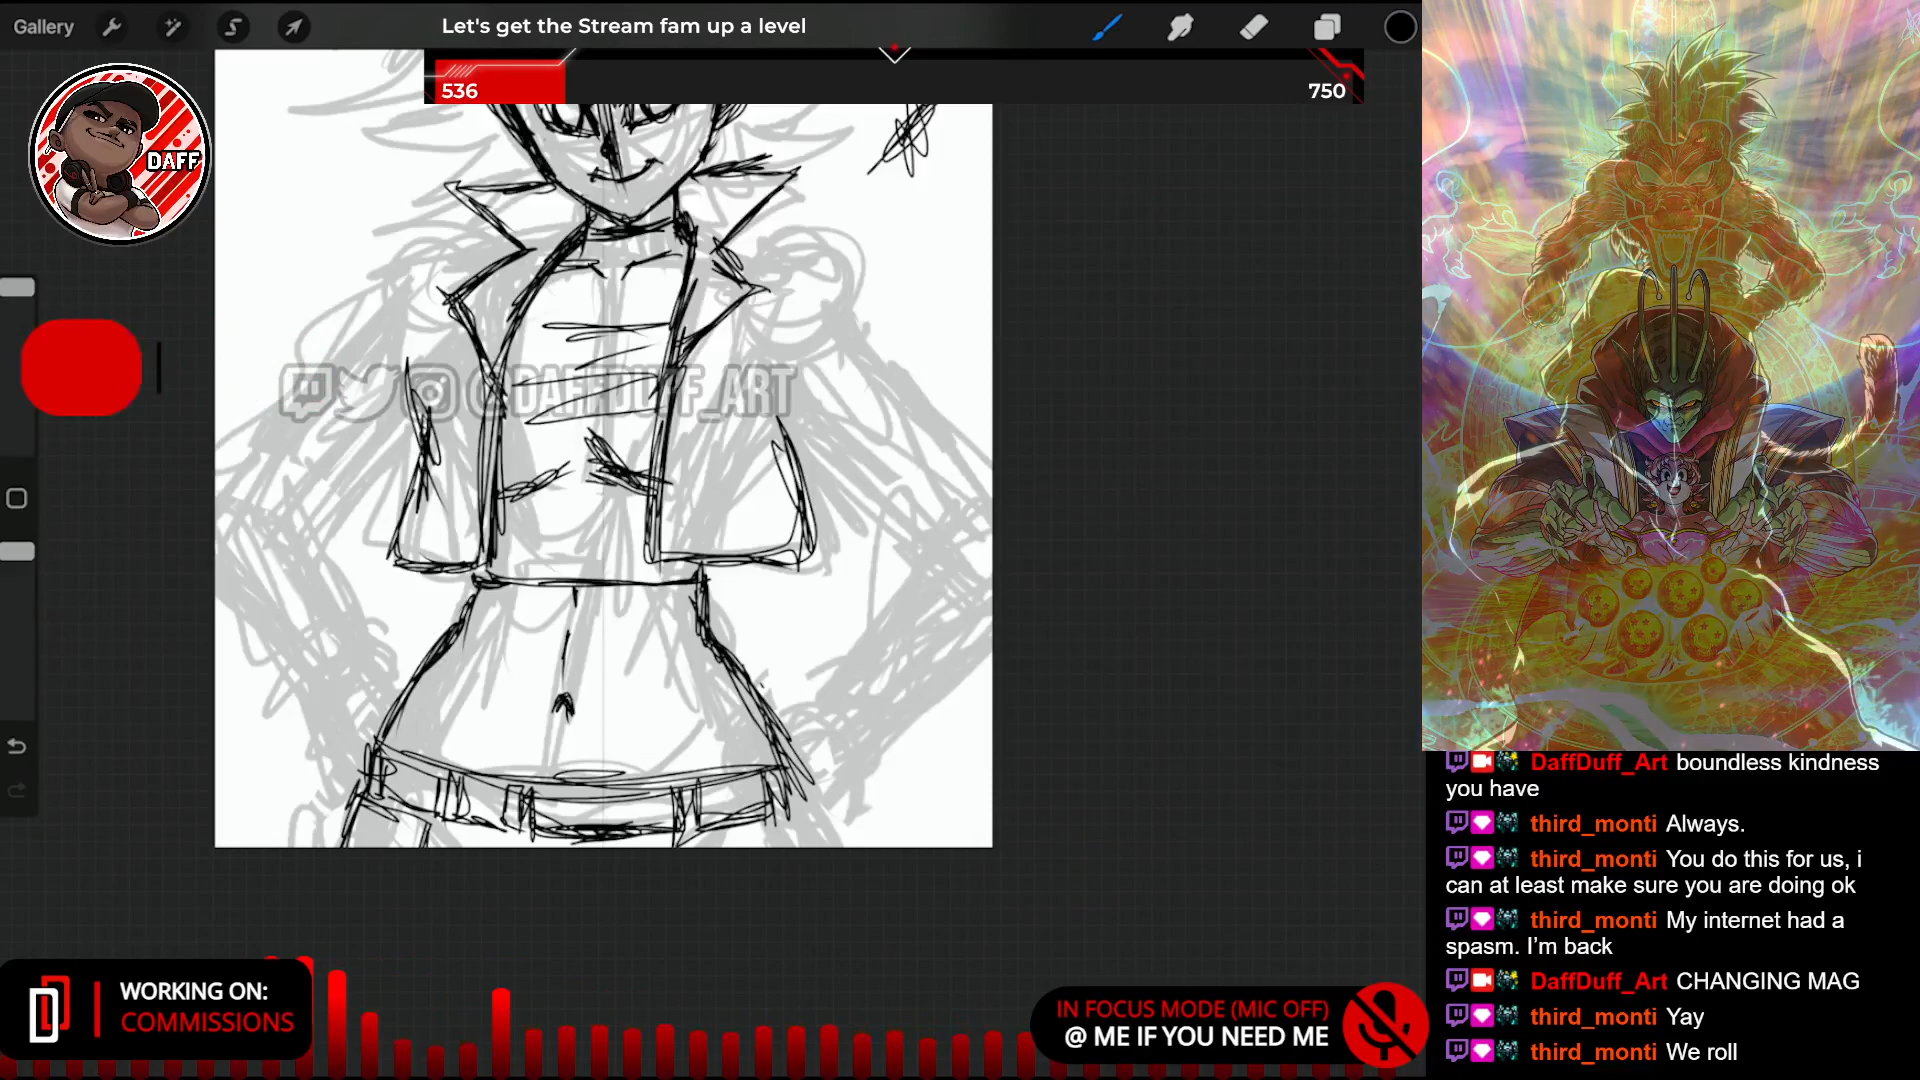 Gallery
Let's get the Stream fam up a level
536
750
DAFF
@DAFFDUFF_ART
WORKING ON:
COMMISSIONS
IN FOCUS MODE (MIC OFF)
@ ME IF YOU NEED ME
DaffDuff_Art boundless kindness
you have
third_monti Always.
third_monti You do this for us, i
can at least make sure you are doing ok
third_monti My internet had a
spasm. I'm back
DaffDuff_Art CHANGING MAG
third_monti Yay
third_monti We roll